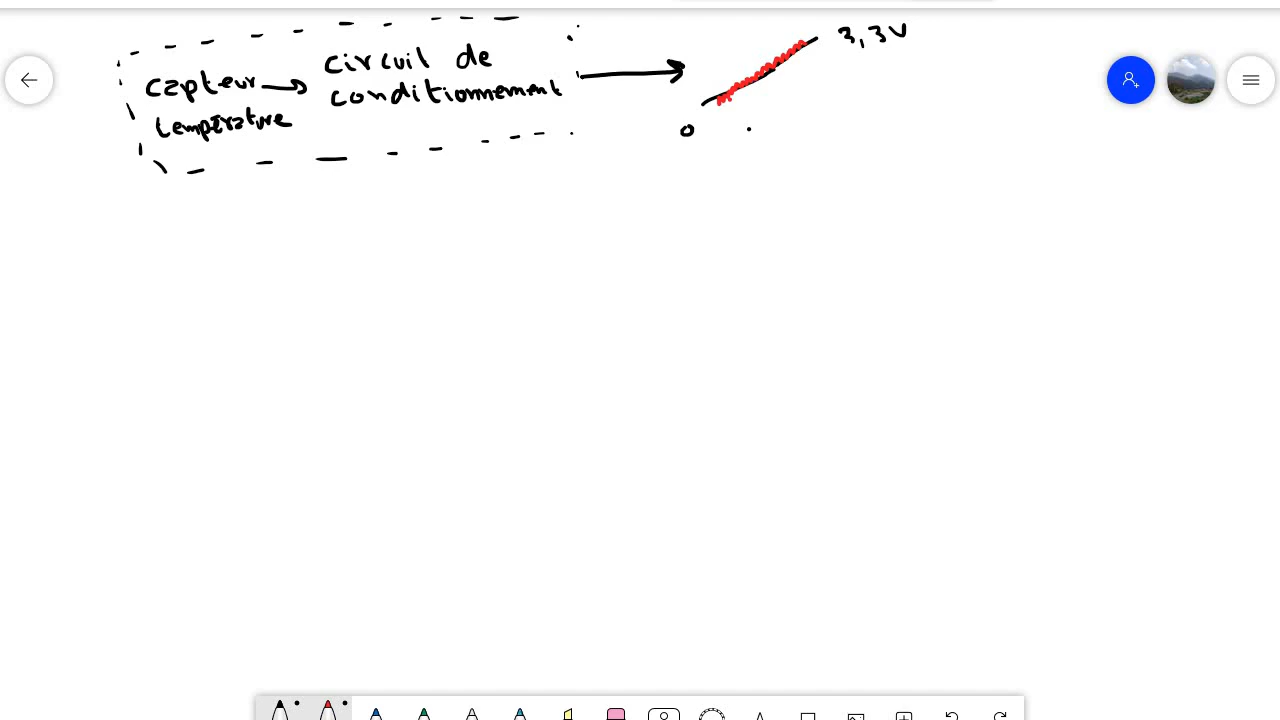 circuit de
capteur → conditionnement
température
3,3V
0